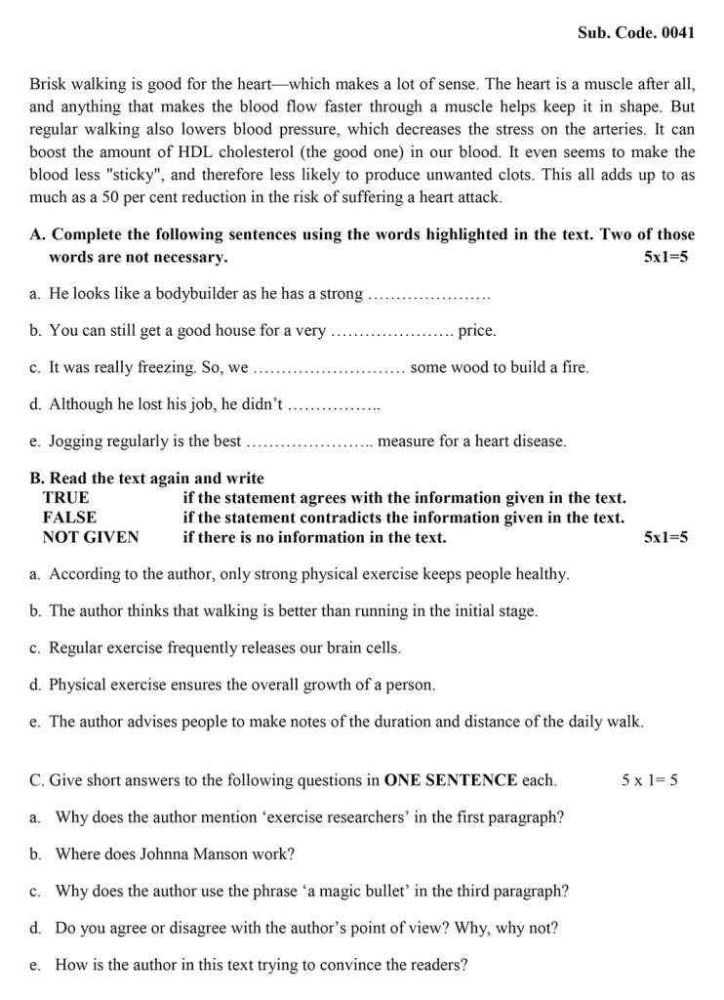 Sub. Code. 0041
Brisk walking is good for the heart—which makes a lot of sense. The heart is a muscle after all,
and anything that makes the blood flow faster through a muscle helps keep it in shape. But
regular walking also lowers blood pressure, which decreases the stress on the arteries. It can
boost the amount of HDL cholesterol (the good one) in our blood. It even seems to make the
blood less "sticky", and therefore less likely to produce unwanted clots. This all adds up to as
much as a 50 per cent reduction in the risk of suffering a heart attack.
A. Complete the following sentences using the words highlighted in the text. Two of those
words are not necessary. 5x1=5
a. He looks like a bodybuilder as he has a strong ......................
b. You can still get a good house for a very ...................... price.
c. It was really freezing. So, we ........................... some wood to build a fire.
d. Although he lost his job, he didn’t ................
e. Jogging regularly is the best ...................... measure for a heart disease.
B. Read the text again and write
TRUE if the statement agrees with the information given in the text.
FALSE if the statement contradicts the information given in the text.
NOT GIVEN if there is no information in the text. 5x1=5
a. According to the author, only strong physical exercise keeps people healthy.
b. The author thinks that walking is better than running in the initial stage.
c. Regular exercise frequently releases our brain cells.
d. Physical exercise ensures the overall growth of a person.
e. The author advises people to make notes of the duration and distance of the daily walk.
C. Give short answers to the following questions in ONE SENTENCE each. 5 x 1= 5
a. Why does the author mention ‘exercise researchers’ in the first paragraph?
b. Where does Johnna Manson work?
c. Why does the author use the phrase ‘a magic bullet’ in the third paragraph?
d. Do you agree or disagree with the author’s point of view? Why, why not?
e. How is the author in this text trying to convince the readers?